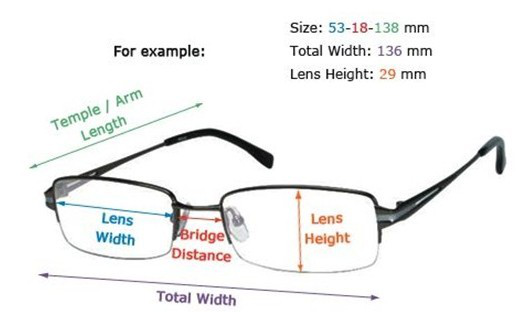 Size: 53-18-138 mm
For example:
Total Width: 136 mm
Lens Height: 29 mm
Temple / Arm
Length
Lens
Width
Bridge
Distance
Lens
Height
Total Width